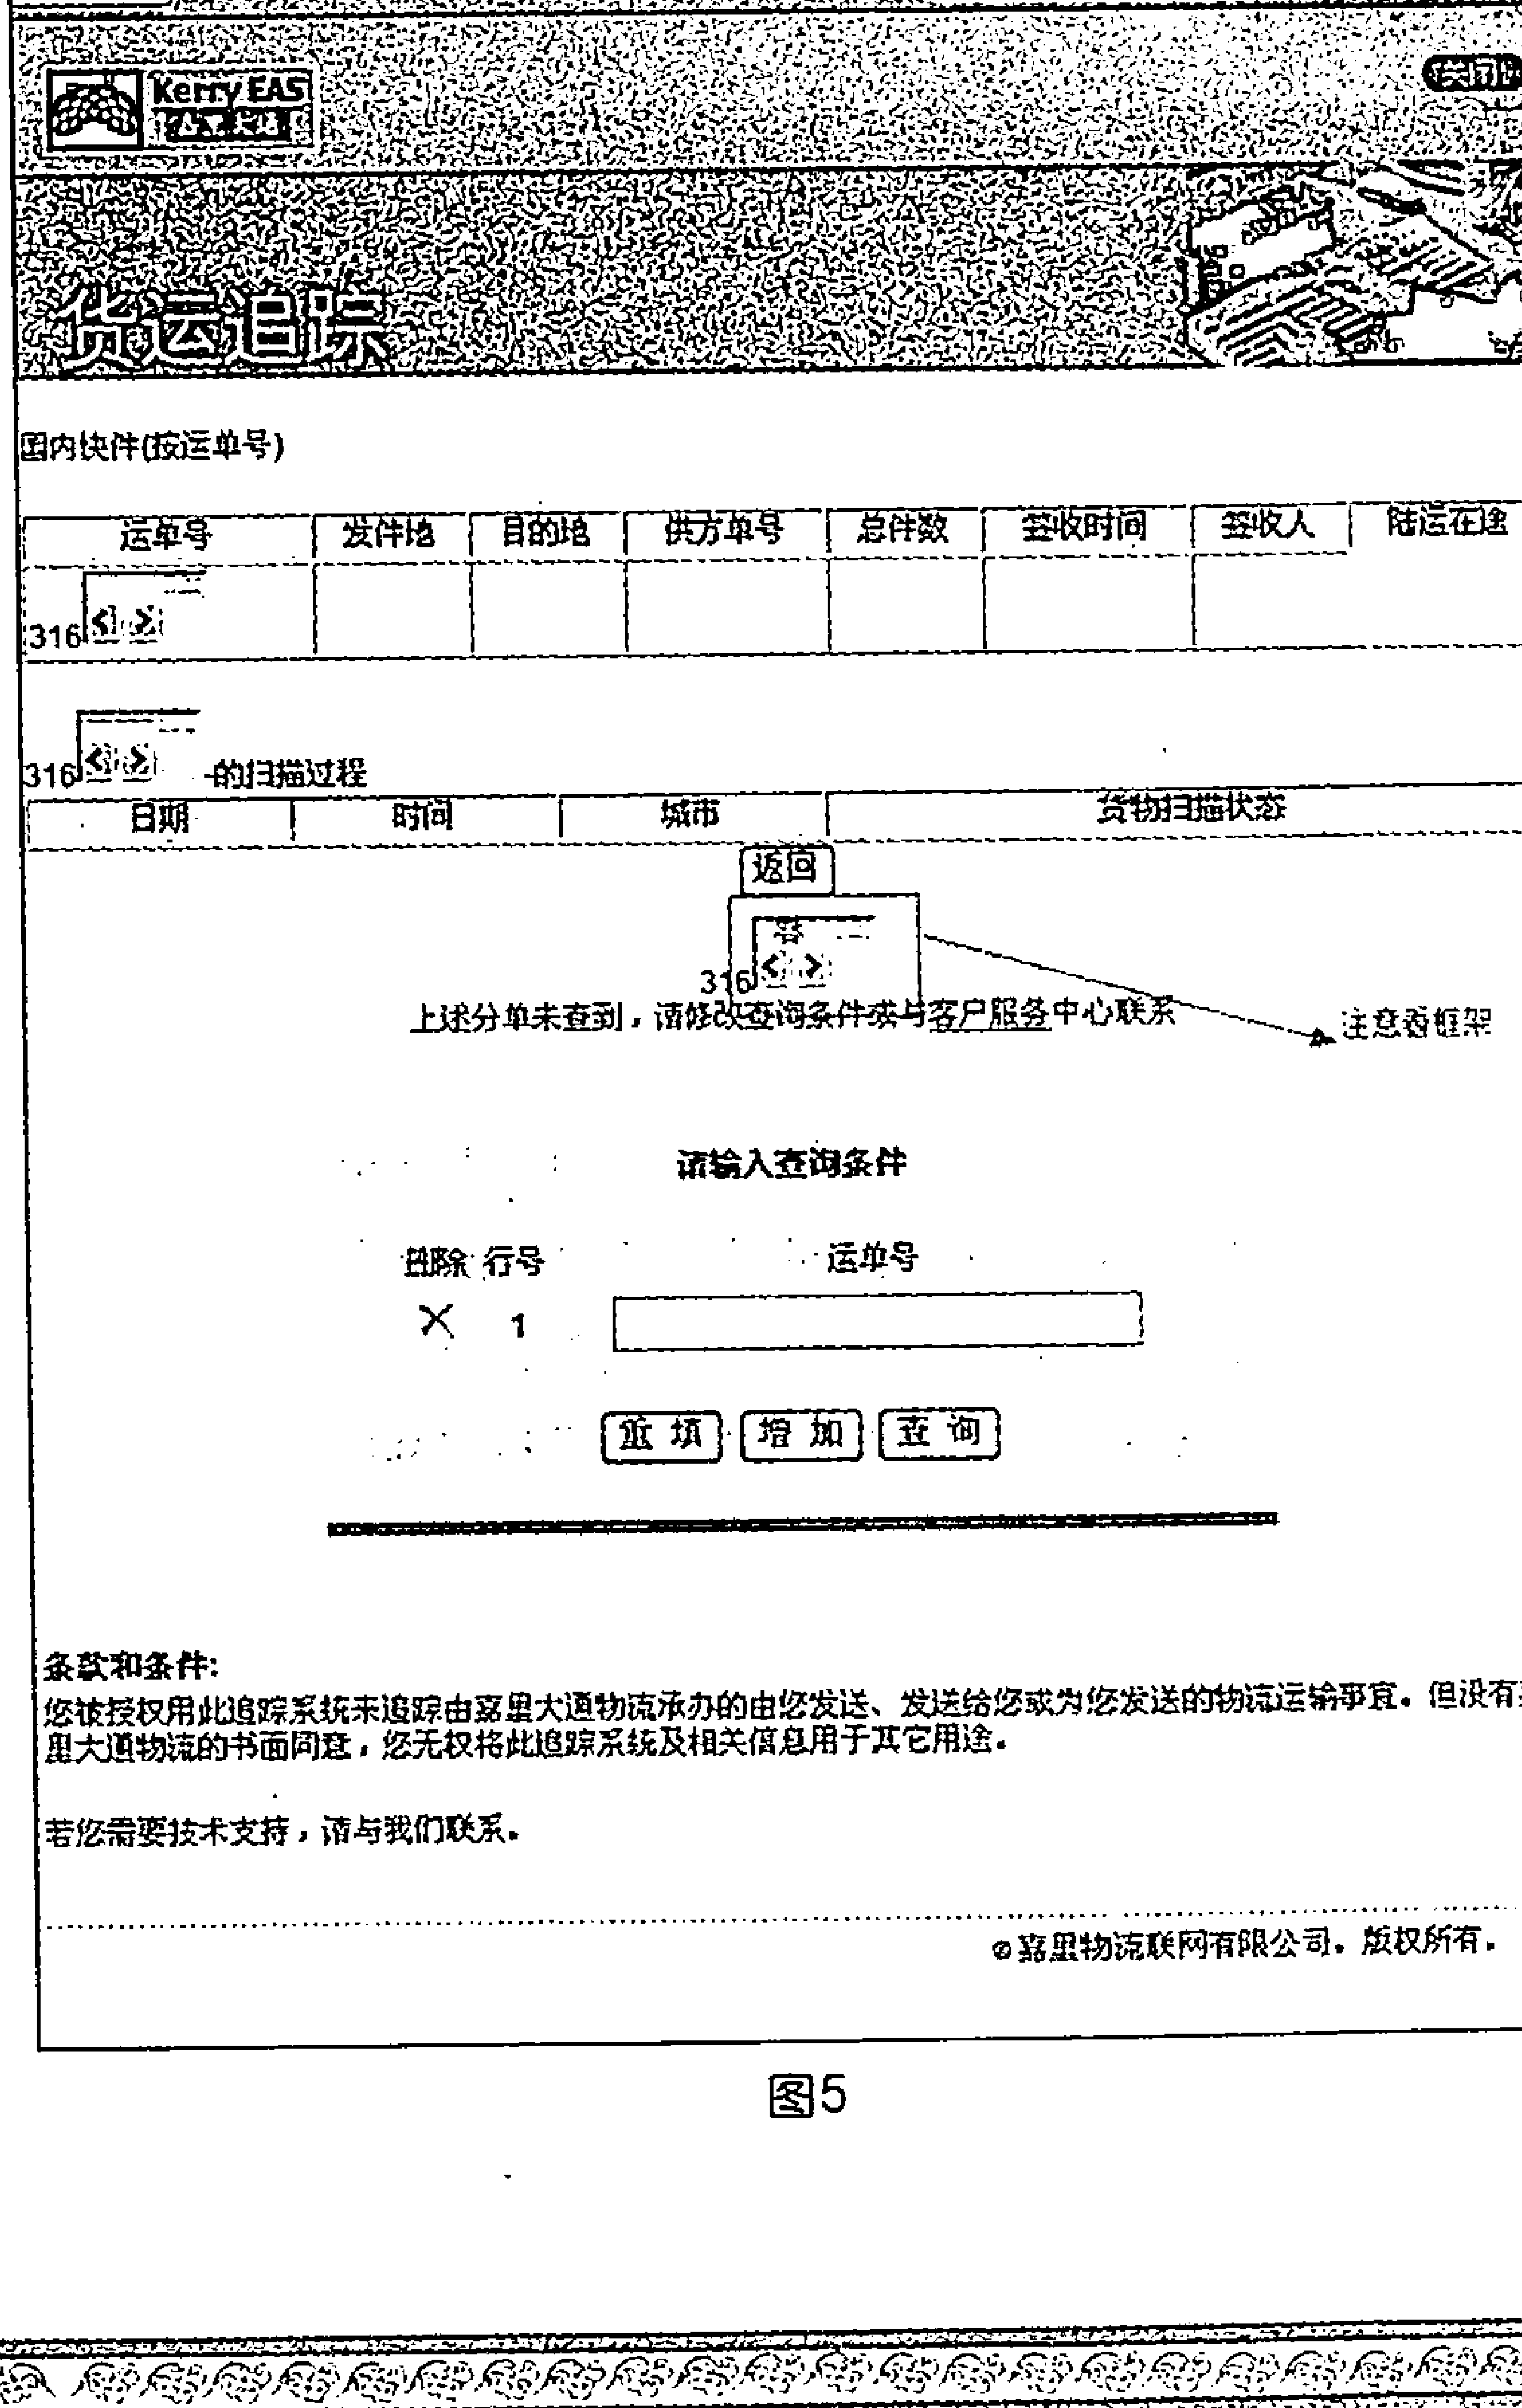 Kerry EAS
货运追踪
国内快件(按运单号)
运单号 发件地 目的地 供方单号 总件数 签收时间 签收人 陆运在途
316
316 的扫描过程
日期 时间 城市 货物扫描状态
返回
316
上述分单未查到，请修改查询条件或与客户服务中心联系
注意看框架
请输入查询条件
删除 行号 运单号
1
重 填 增 加 查 询
条款和条件:
您被授权用此追踪系统来追踪由嘉里大通物流承办的由您发送、发送给您或为您发送的物流运输事宜。但没有
里大通物流的书面同意，您无权将此追踪系统及相关信息用于其它用途。
若您需要技术支持，请与我们联系。
©嘉里物流联网有限公司。版权所有。
图5